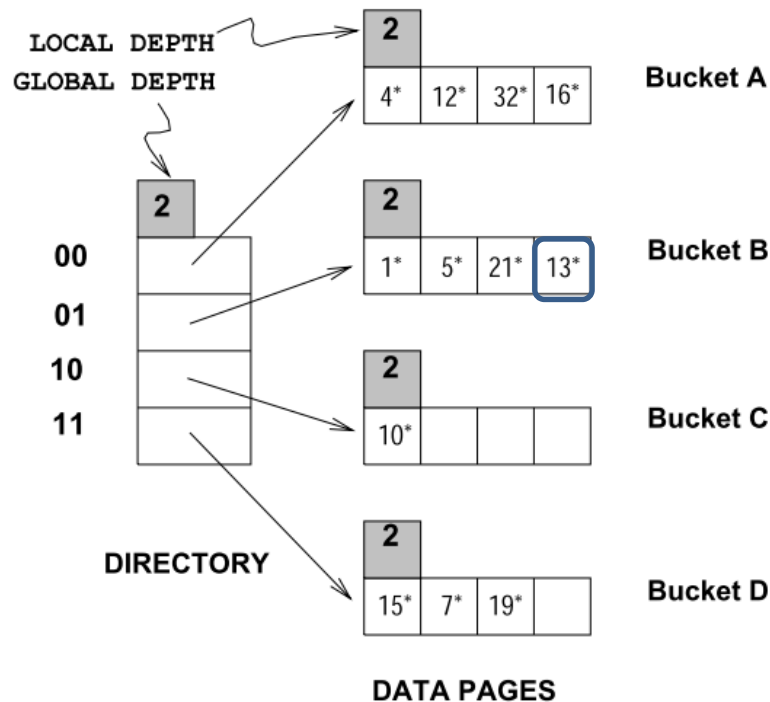 LOCAL DEPTH
GLOBAL DEPTH
2
00
01
10
11
DIRECTORY
2
4* 12* 32* 16*
Bucket A
2
1* 5* 21* 13*
Bucket B
2
10*
Bucket C
2
15* 7* 19*
Bucket D
DATA PAGES